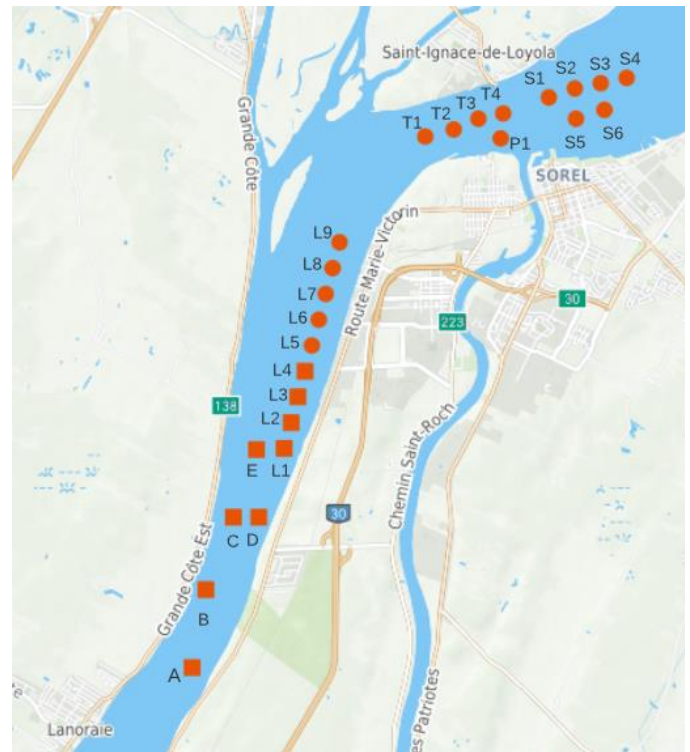 Saint-Ignace-de-Loyola
S4
S3
S2
S1
Grande Côte
T4
T3
T2
T1
S6
S5
P1
SOREL
Route Marie-Victorin
L9
L8
L7
30
L6
223
L5
L4
138
L3
Chemin Saint-Roch
L2
E
L1
30
C
D
Grande Côte Est
B
A
es Patriotes
Lanoraie